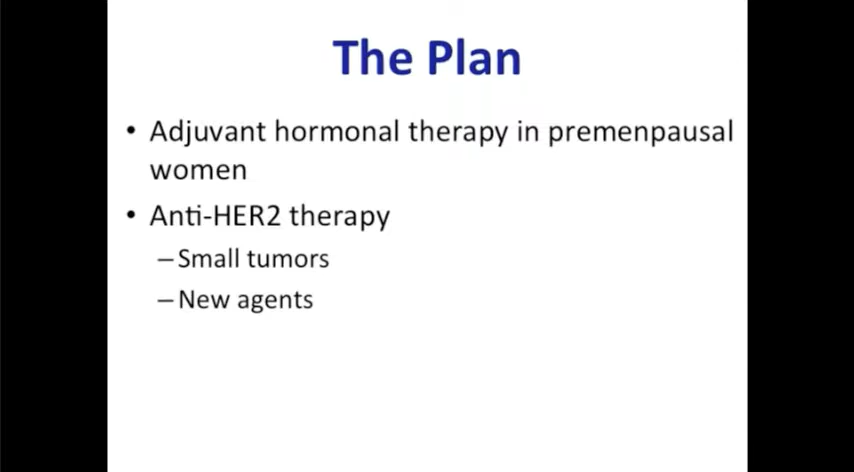 The Plan
• Adjuvant hormonal therapy in premenpausal
women
• Anti-HER2 therapy
– Small tumors
– New agents